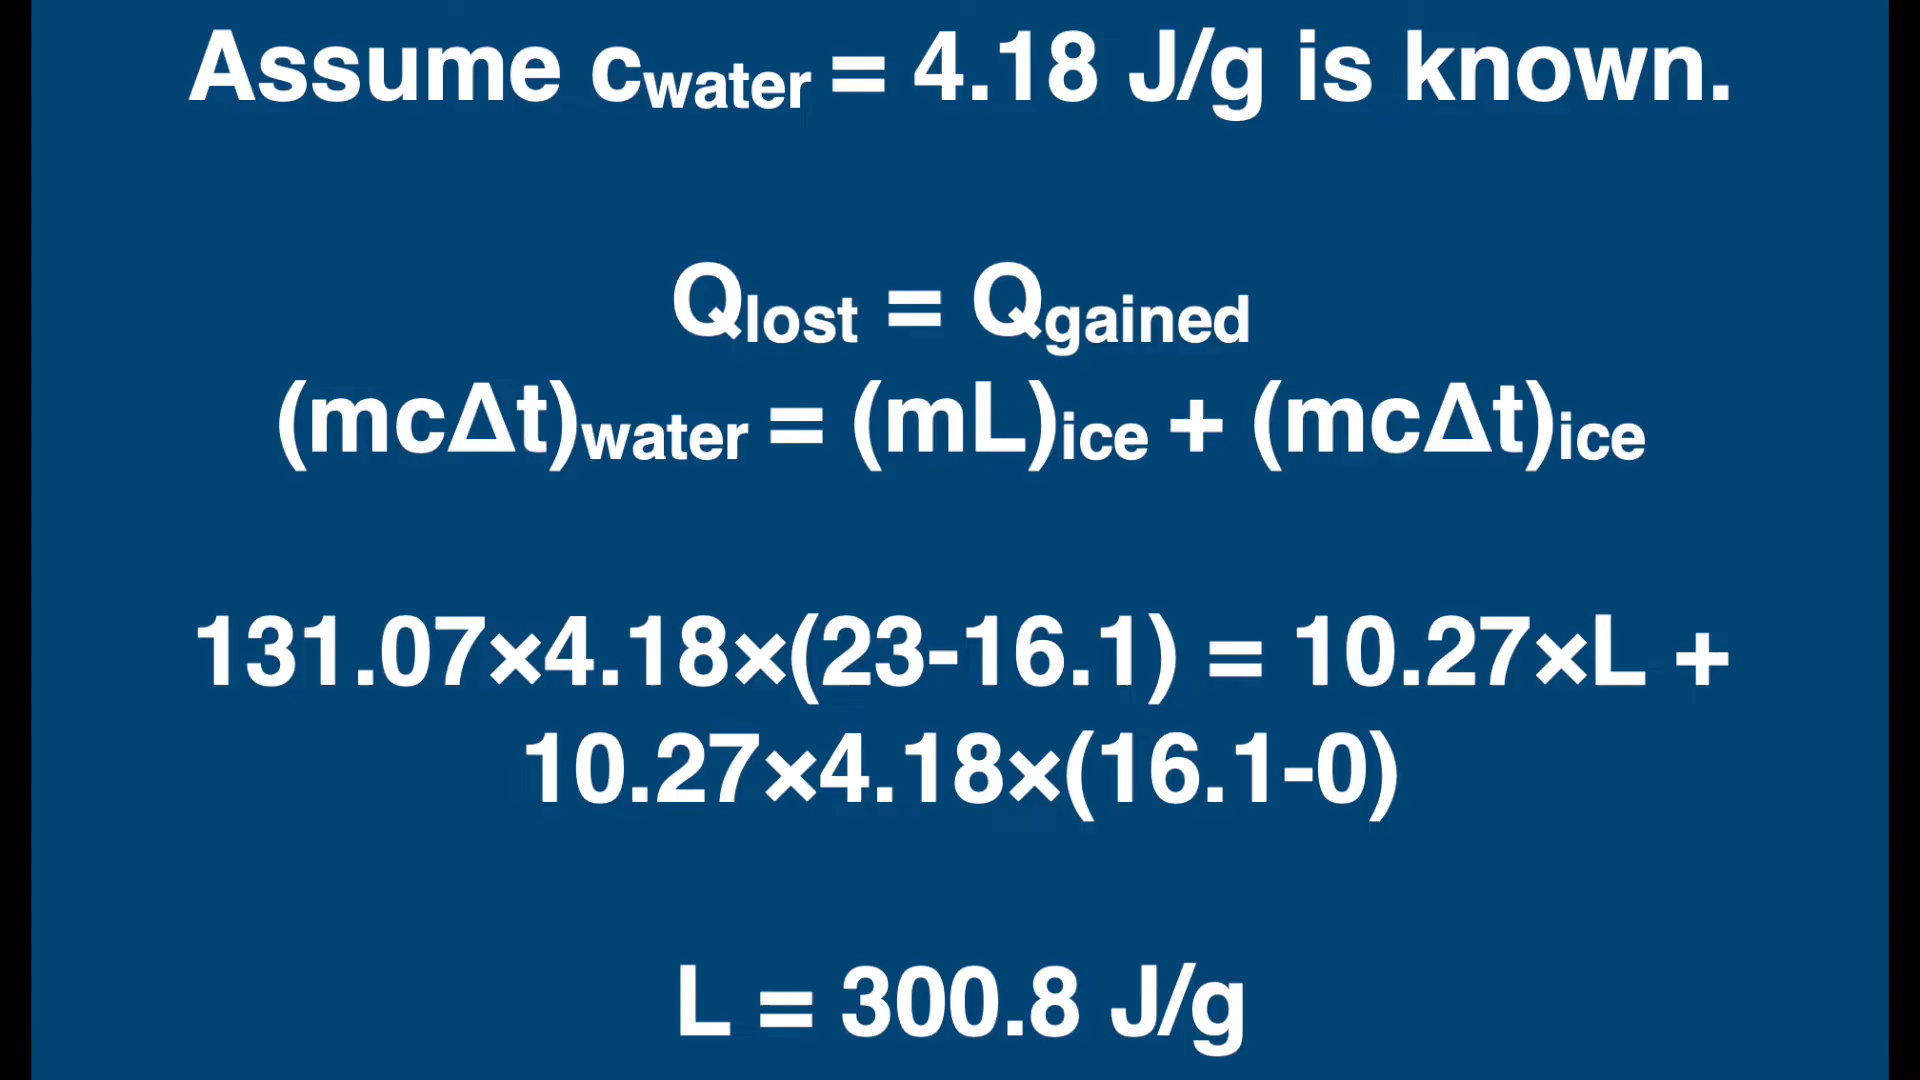 Assume cwater = 4.18 J/g is known.
Qlost = Qgained
(mcΔt)water = (mL)ice + (mcΔt)ice
131.07×4.18×(23-16.1) = 10.27×L +
10.27×4.18×(16.1-0)
L = 300.8 J/g